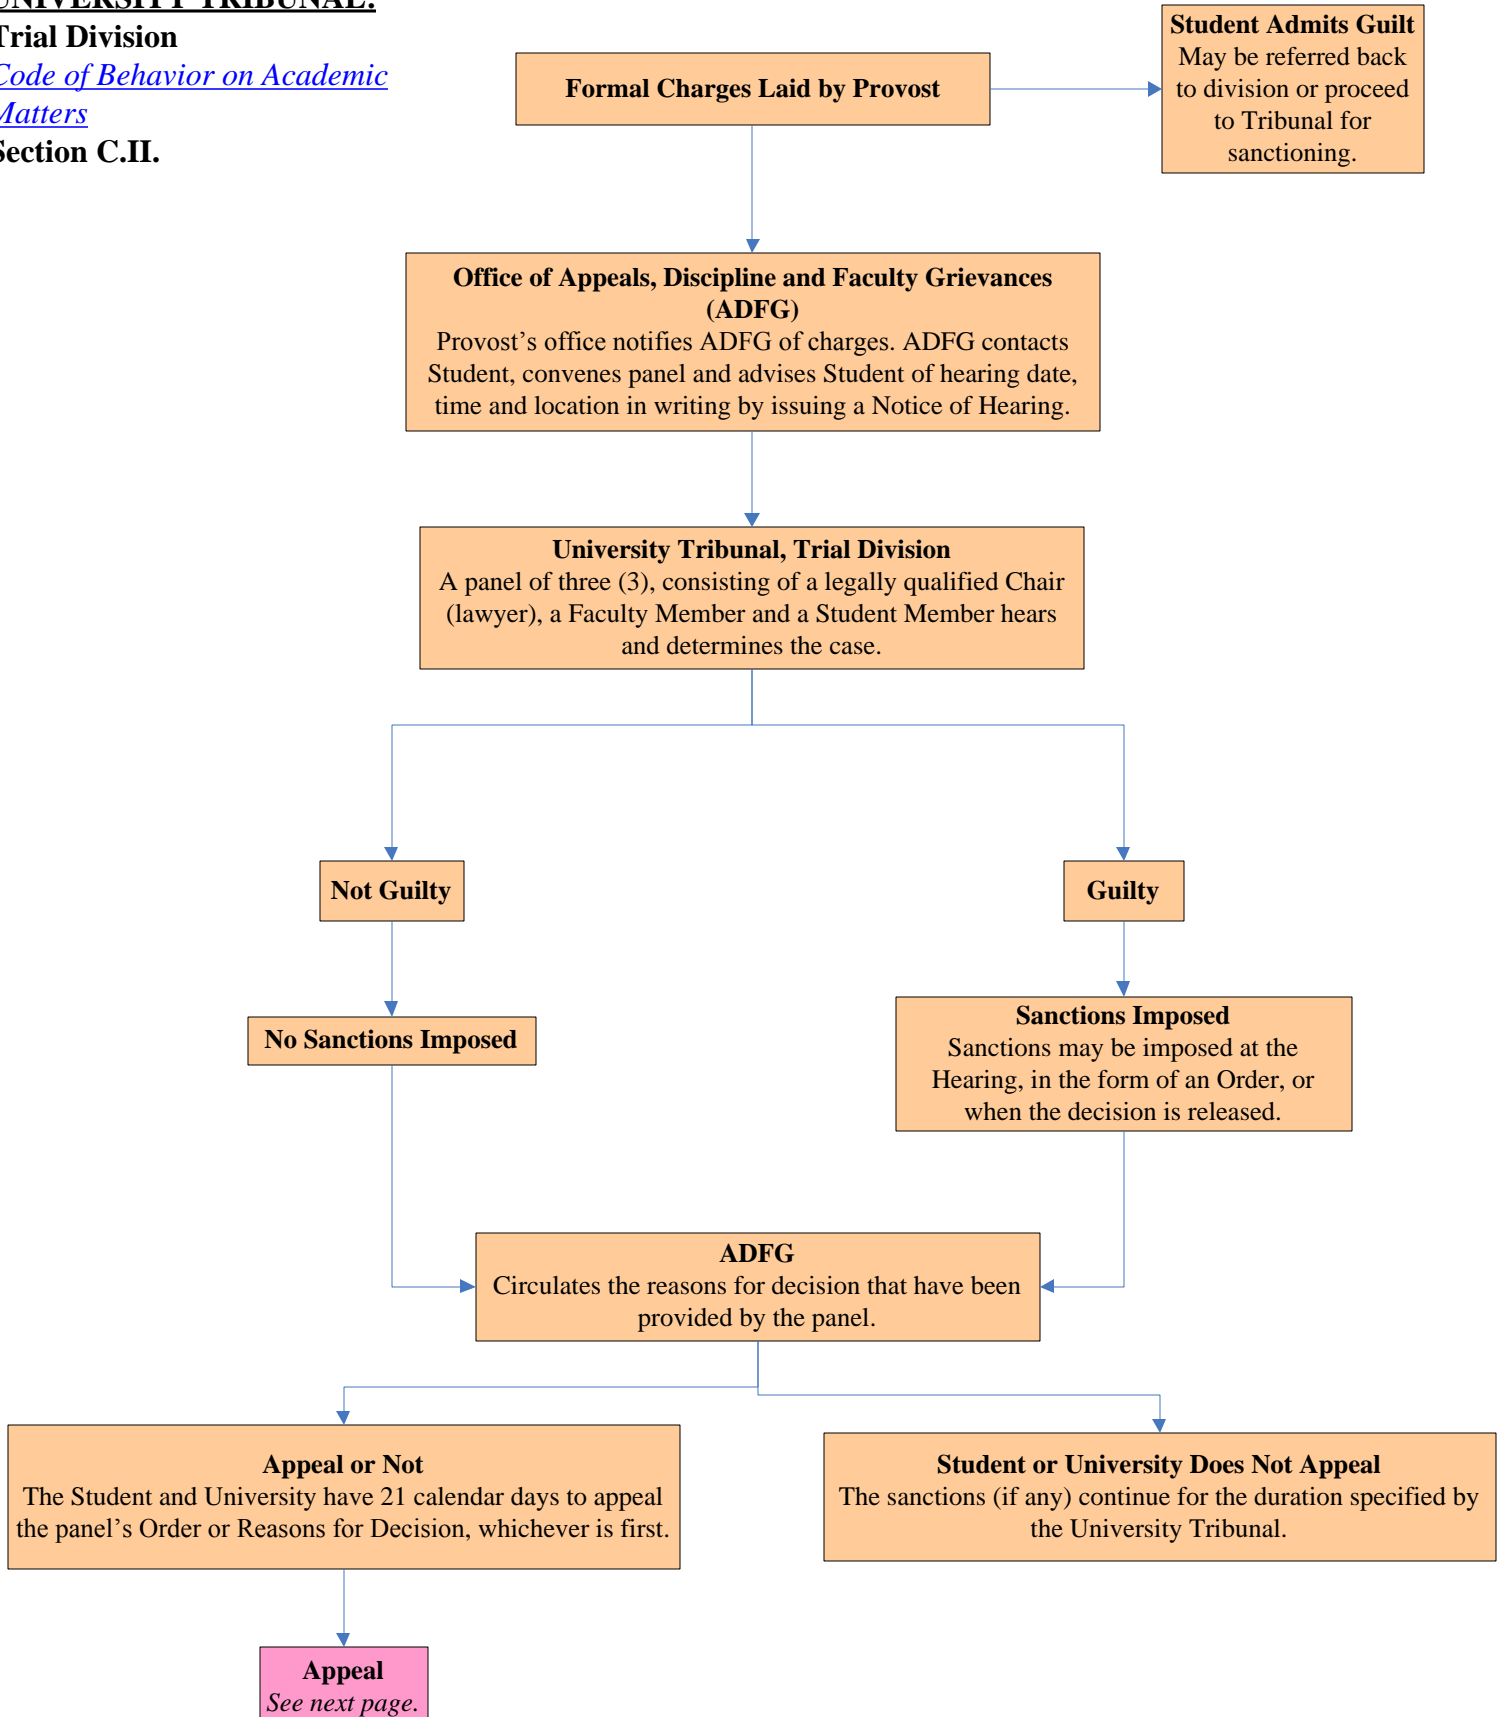 UNIVERSITY TRIBUNAL:
Trial Division
Code of Behavior on Academic
Matters
Section C.II.
Formal Charges Laid by Provost
Student Admits Guilt
May be referred back
to division or proceed
to Tribunal for
sanctioning.
Office of Appeals, Discipline and Faculty Grievances
(ADFG)
Provost’s office notifies ADFG of charges. ADFG contacts
Student, convenes panel and advises Student of hearing date,
time and location in writing by issuing a Notice of Hearing.
University Tribunal, Trial Division
A panel of three (3), consisting of a legally qualified Chair
(lawyer), a Faculty Member and a Student Member hears
and determines the case.
Not Guilty
Guilty
No Sanctions Imposed
Sanctions Imposed
Sanctions may be imposed at the
Hearing, in the form of an Order, or
when the decision is released.
ADFG
Circulates the reasons for decision that have been
provided by the panel.
Appeal or Not
The Student and University have 21 calendar days to appeal
the panel’s Order or Reasons for Decision, whichever is first.
Student or University Does Not Appeal
The sanctions (if any) continue for the duration specified by
the University Tribunal.
Appeal
See next page.